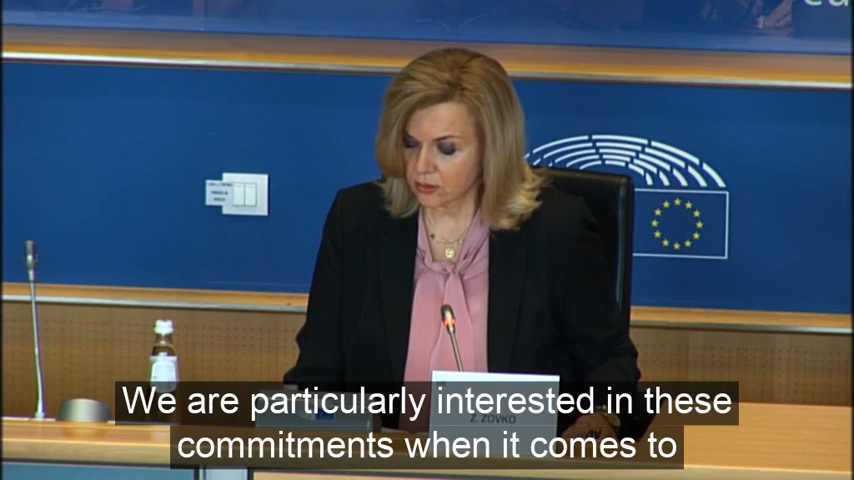 Z. ZOVKO
We are particularly interested in these
commitments when it comes to